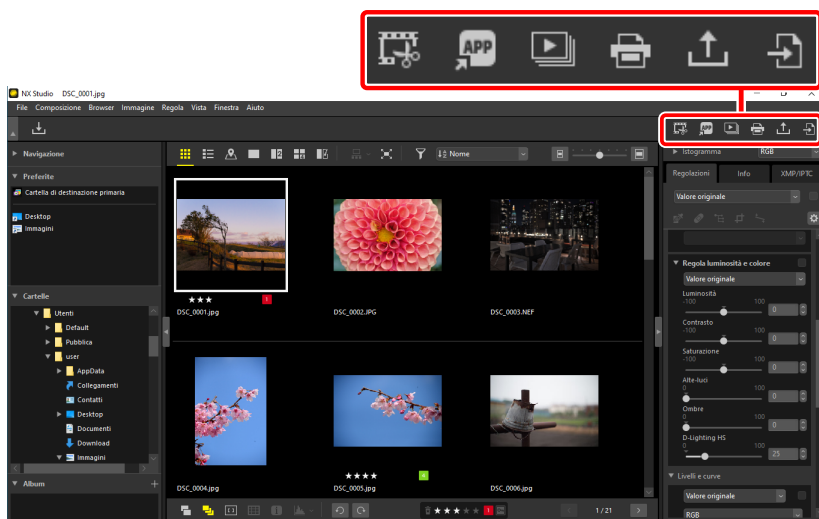 APP
NX Studio DSC_0001.jpg
File Composizione Browser Immagine Regola Vista Finestra Aiuto
APP
Navigazione
Nome
Istogramma RGB
Preferite
Regolazioni Info XMP/IPTC
Cartella di destinazione primaria
Valore originale
Desktop
Immagini
Regola luminosità e colore
Valore originale
Cartelle
Luminosità
-100 100
0
Utenti
Default
Pubblica
user
AppData
Collegamenti
Contatti
Desktop
Documenti
Download
Immagini
1
DSC_0001.jpg DSC_0002.JPG DSC_0003.NEF
Contrasto
-100 100
0
Saturazione
-100 100
0
Alte-luci
0 100
0
Ombre
0 100
0
D-Lighting HS
0 100
25
Album
DSC_0004.jpg DSC_0005.jpg DSC_0006.jpg
Livelli e curve
Valore originale
RGB
1
1 / 21